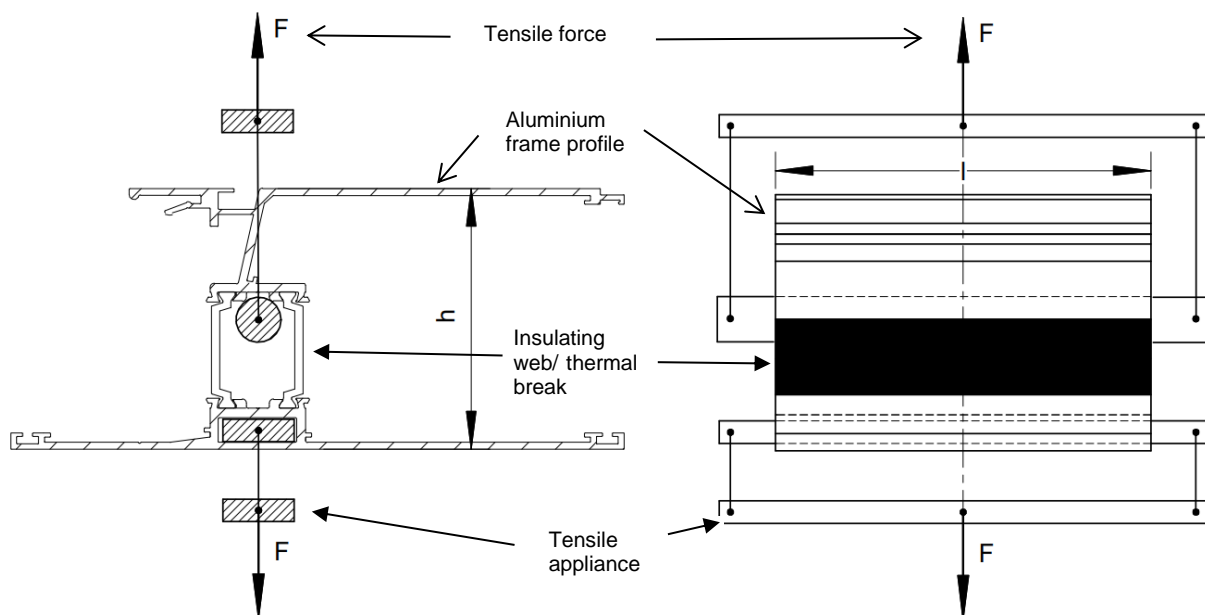 F
Tensile force
F
Aluminium
frame profile
l
h
Insulating
web/ thermal
break
F
Tensile
appliance
F